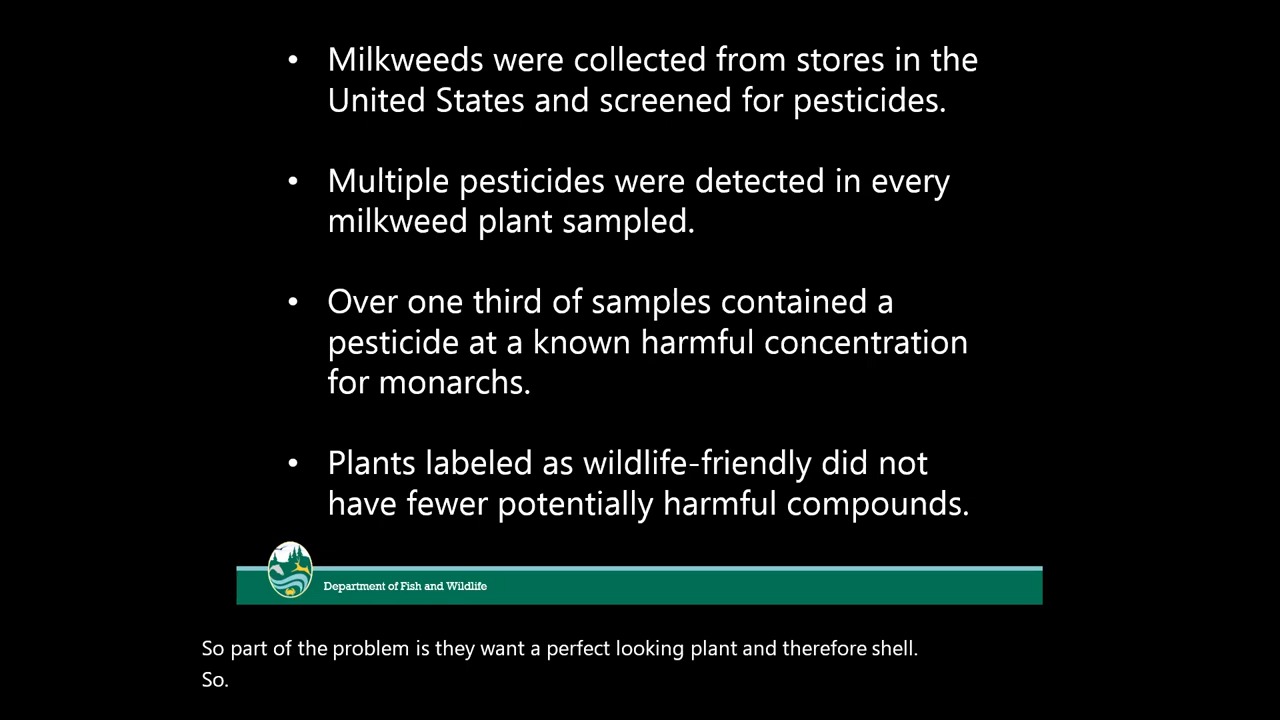 • Milkweeds were collected from stores in the
United States and screened for pesticides.
• Multiple pesticides were detected in every
milkweed plant sampled.
• Over one third of samples contained a
pesticide at a known harmful concentration
for monarchs.
• Plants labeled as wildlife-friendly did not
have fewer potentially harmful compounds.
Department of Fish and Wildlife
So part of the problem is they want a perfect looking plant and therefore shell.
So.